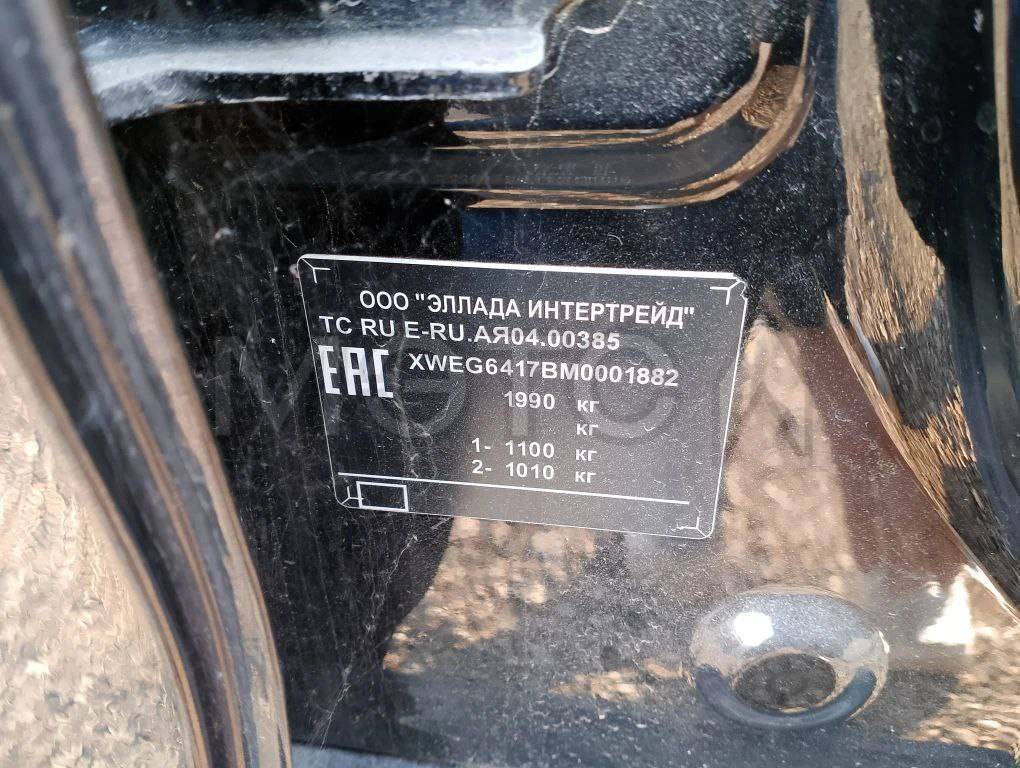 ООО "ЭЛЛАДА ИНТЕРТРЕЙД"
ТС RU E-RU.АЯ04.00385
EAC XWEG6417BM0001882
1990 кг
кг
1- 1100 кг
2- 1010 кг